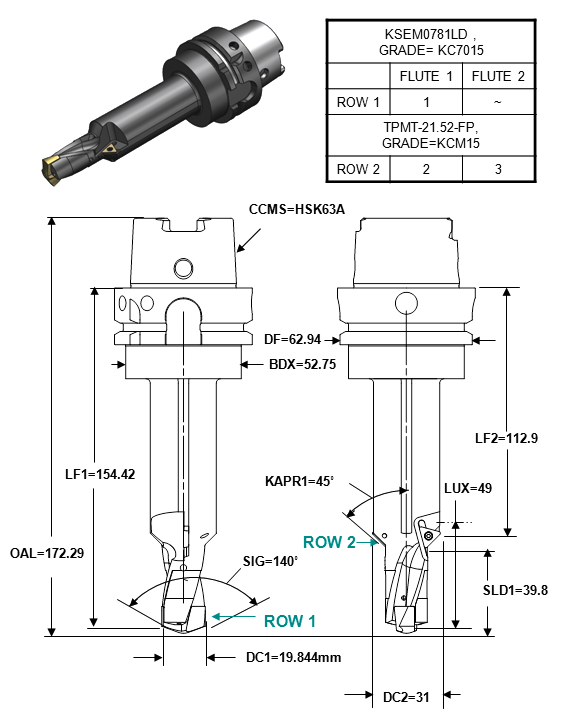 KSEM0781LD ,
GRADE= KC7015
FLUTE 1 FLUTE 2
ROW 1 1 ~
TPMT-21.52-FP,
GRADE=KCM15
ROW 2 2 3
CCMS=HSK63A
DF=62.94
BDX=52.75
LF2=112.9
LF1=154.42
KAPR1=45°
LUX=49
ROW 2
OAL=172.29
SIG=140°
SLD1=39.8
ROW 1
DC1=19.844mm
DC2=31